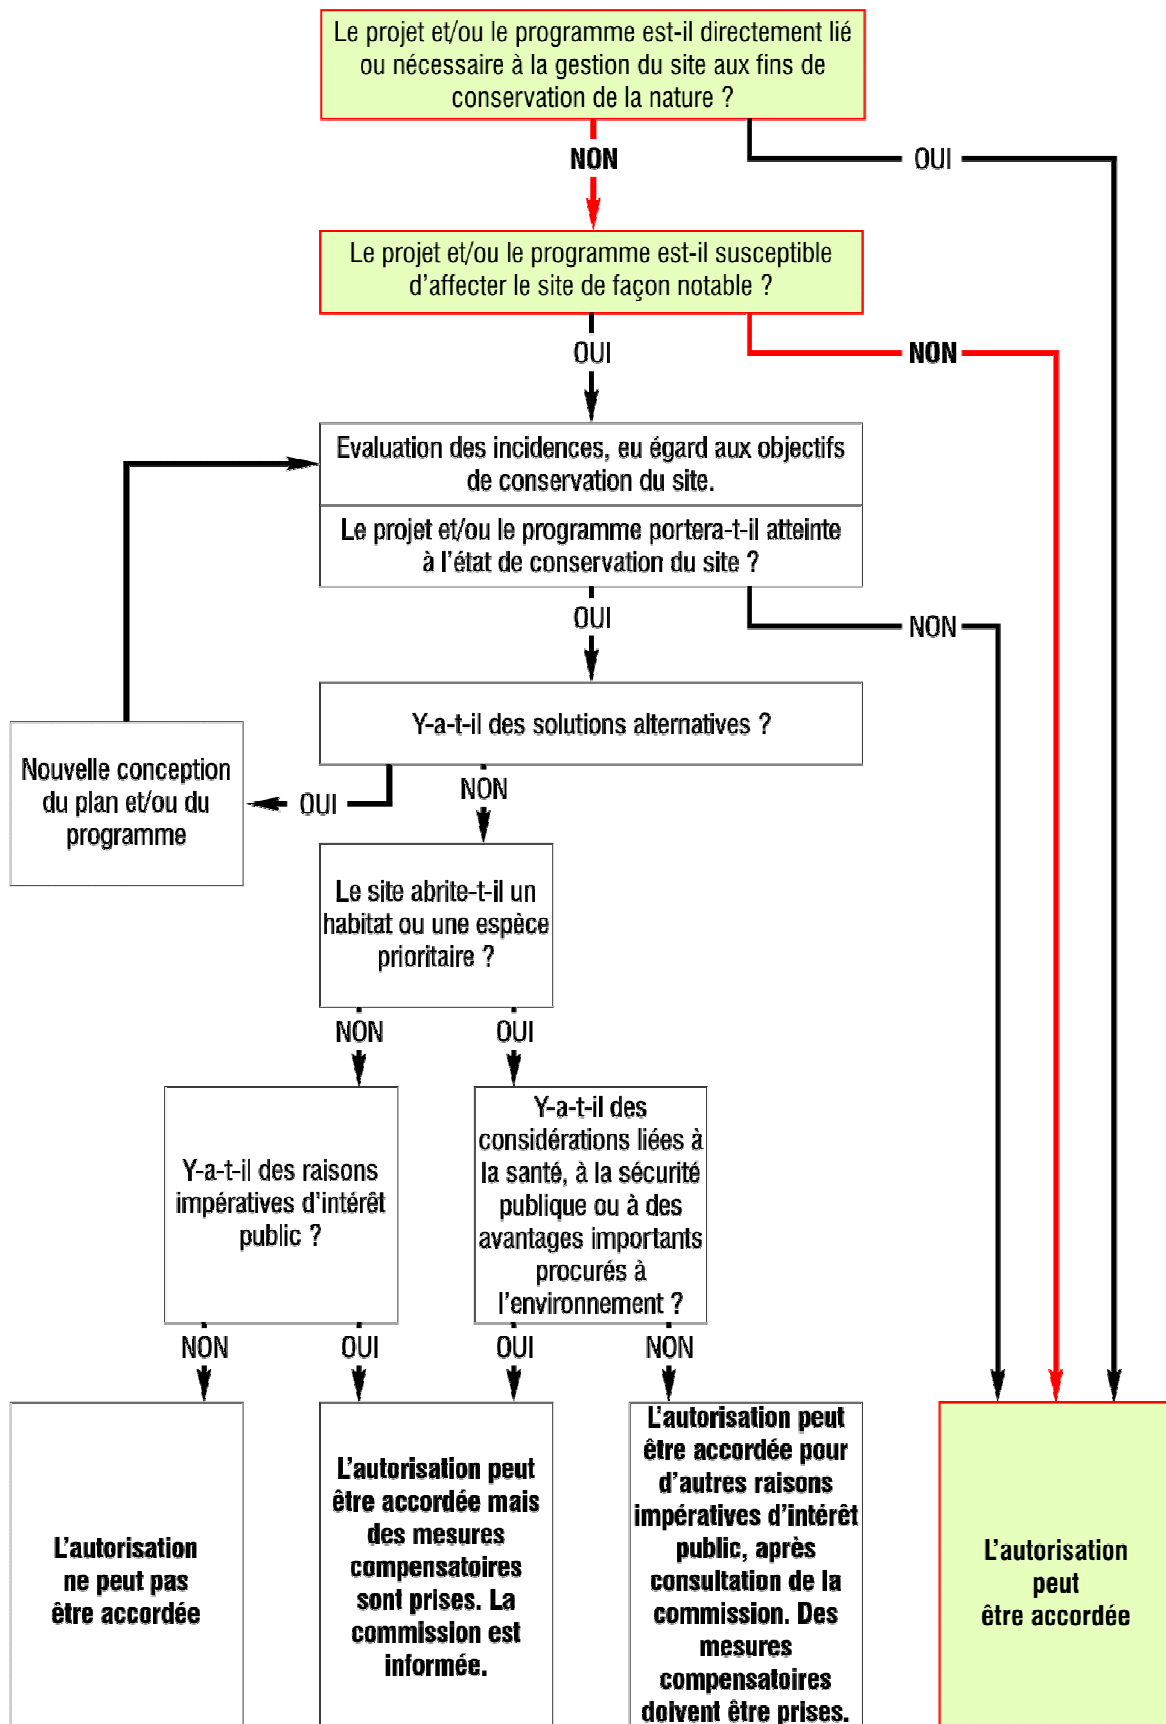 Le projet et/ou le programme est-il directement lié
ou nécessaire à la gestion du site aux fins de
conservation de la nature ?
NON
OUI
Le projet et/ou le programme est-il susceptible
d'affecter le site de façon notable ?
OUI
NON
Evaluation des incidences, eu égard aux objectifs
de conservation du site.
Le projet et/ou le programme portera-t-il atteinte
à l'état de conservation du site ?
OUI
NON
Y-a-t-il des solutions alternatives ?
Nouvelle conception
du plan et/ou du
programme
OUI
NON
Le site abrite-t-il un
habitat ou une espèce
prioritaire ?
NON
OUI
Y-a-t-il des raisons
impératives d'intérêt
public ?
Y-a-t-il des
considérations liées à
la santé, à la sécurité
publique ou à des
avantages importants
procurés à
l'environnement ?
NON
OUI
OUI
NON
L'autorisation
ne peut pas
être accordée
L'autorisation peut
être accordée mais
des mesures
compensatoires
sont prises. La
commission est
informée.
L'autorisation peut
être accordée pour
d'autres raisons
impératives d'intérêt
public, après
consultation de la
commission. Des
mesures
compensatoires
doivent être prises.
L'autorisation
peut
être accordée